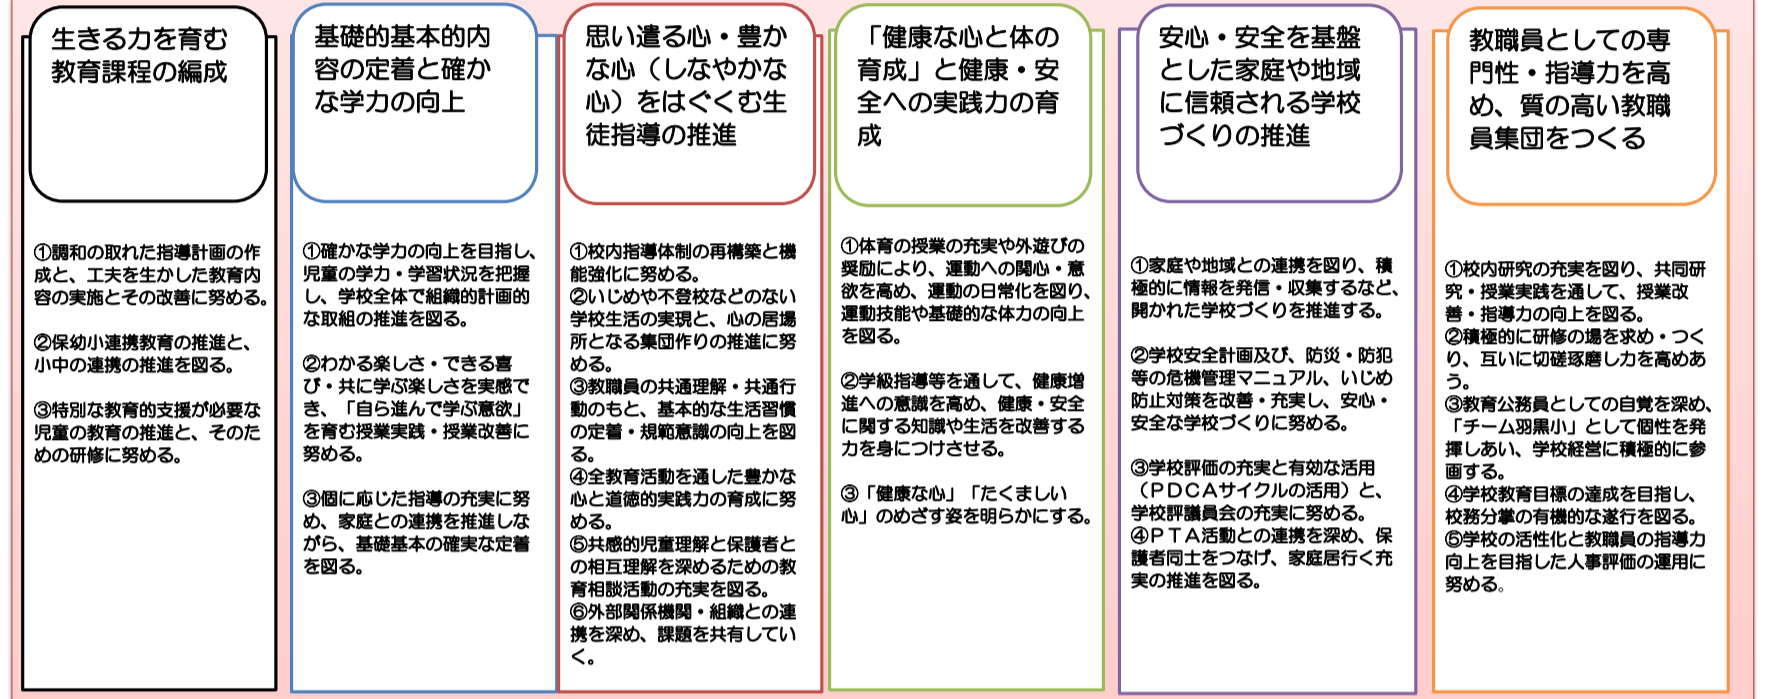 生きる力を育む
教育課程の編成
①調和の取れた指導計画の作
成と、工夫を生かした教育内
容の実施とその改善に努める。
②保幼小連携教育の推進と、
小中の連携の推進を図る。
③特別な教育的支援が必要な
児童の教育の推進と、そのた
めの研修に努める。
基礎的基本的内
容の定着と確か
な学力の向上
①確かな学力の向上を目指し、
児童の学力・学習状況を把握
し、学校全体で組織的計画的
な取組の推進を図る。
②わかる楽しさ・できる喜
び・共に学ぶ楽しさを実感で
き、「自ら進んで学ぶ意欲」
を育む授業実践・授業改善に
努める。
③個に応じた指導の充実に努
め、家庭との連携を推進しな
がら、基礎基本の確実な定着
を図る。
思い遣る心・豊か
な心（しなやかな
心）をはぐくむ生
徒指導の推進
①校内指導体制の再構築と機
能強化に努める。
②いじめや不登校などのない
学校生活の実現と、心の居場
所となる集団作りの推進に努
める。
③教職員の共通理解・共通行
動のもと、基本的な生活習慣
の定着・規範意識の向上を図
る。
④全教育活動を通した豊かな
心と道徳的実践力の育成に努
める。
⑤共感的児童理解と保護者と
の相互理解を深めるための教
育相談活動の充実を図る。
⑥外部関係機関・組織との連
携を深め、課題を共有してい
く。
「健康な心と体の
育成」と健康・安
全への実践力の育
成
①体育の授業の充実や外遊びの
奨励により、運動への関心・意
欲を高め、運動の日常化を図り、
運動技能や基礎的な体力の向上
を図る。
②学級指導等を通して、健康増
進への意識を高め、健康・安全
に関する知識や生活を改善する
力を身につけさせる。
③「健康な心」「たくましい
心」のめざす姿を明らかにする。
安心・安全を基盤
とした家庭や地域
に信頼される学校
づくりの推進
①家庭や地域との連携を図り、積
極的に情報を発信・収集するなど、
開かれた学校づくりを推進する。
②学校安全計画及び、防災・防犯
等の危機管理マニュアル、いじめ
防止対策を改善・充実し、安心・
安全な学校づくりに努める。
③学校評価の充実と有効な活用
（ＰＤＣＡサイクルの活用）と、
学校評議員会の充実に努める。
④ＰＴＡ活動との連携を深め、保
護者同士をつなげ、家庭居行く充
実の推進を図る。
教職員としての専
門性・指導力を高
め、質の高い教職
員集団をつくる
①校内研究の充実を図り、共同研
究・授業実践を通して、授業改
善・指導力の向上を図る。
②積極的に研修の場を求め・つく
り、互いに切磋琢磨し力を高めあ
う。
③教育公務員としての自覚を深め、
「チーム羽黒小」として個性を発
揮しあい、学校経営に積極的に参
画する。
④学校教育目標の達成を目指し、
校務分掌の有機的な遂行を図る。
⑤学校の活性化と教職員の指導力
向上を目指した人事評価の運用に
努める。